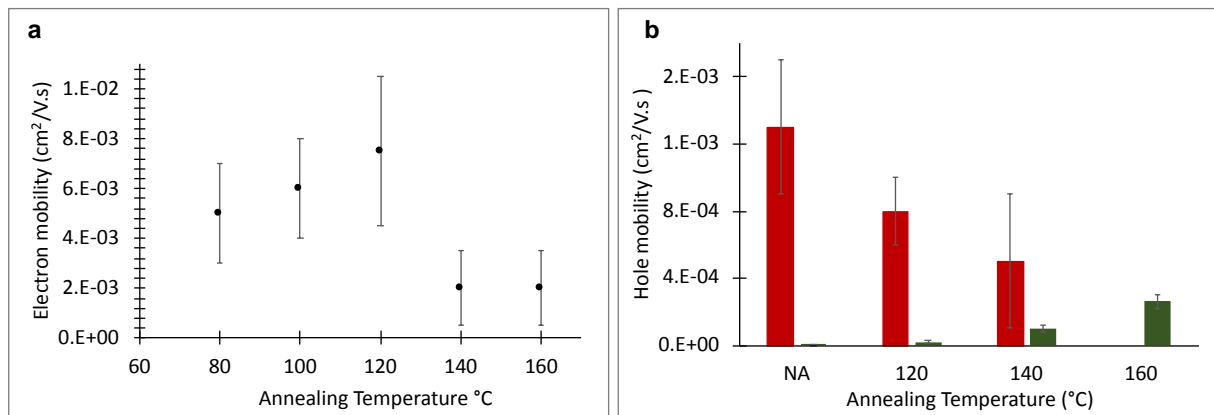 a
Electron mobility (cm²/V.s)
1.E-02
8.E-03
6.E-03
4.E-03
2.E-03
0.E+00
60 80 100 120 140 160
Annealing Temperature °C
b
Hole mobility (cm²/V.s )
2.E-03
1.E-03
8.E-04
4.E-04
0.E+00
NA 120 140 160
Annealing Temperature (°C)